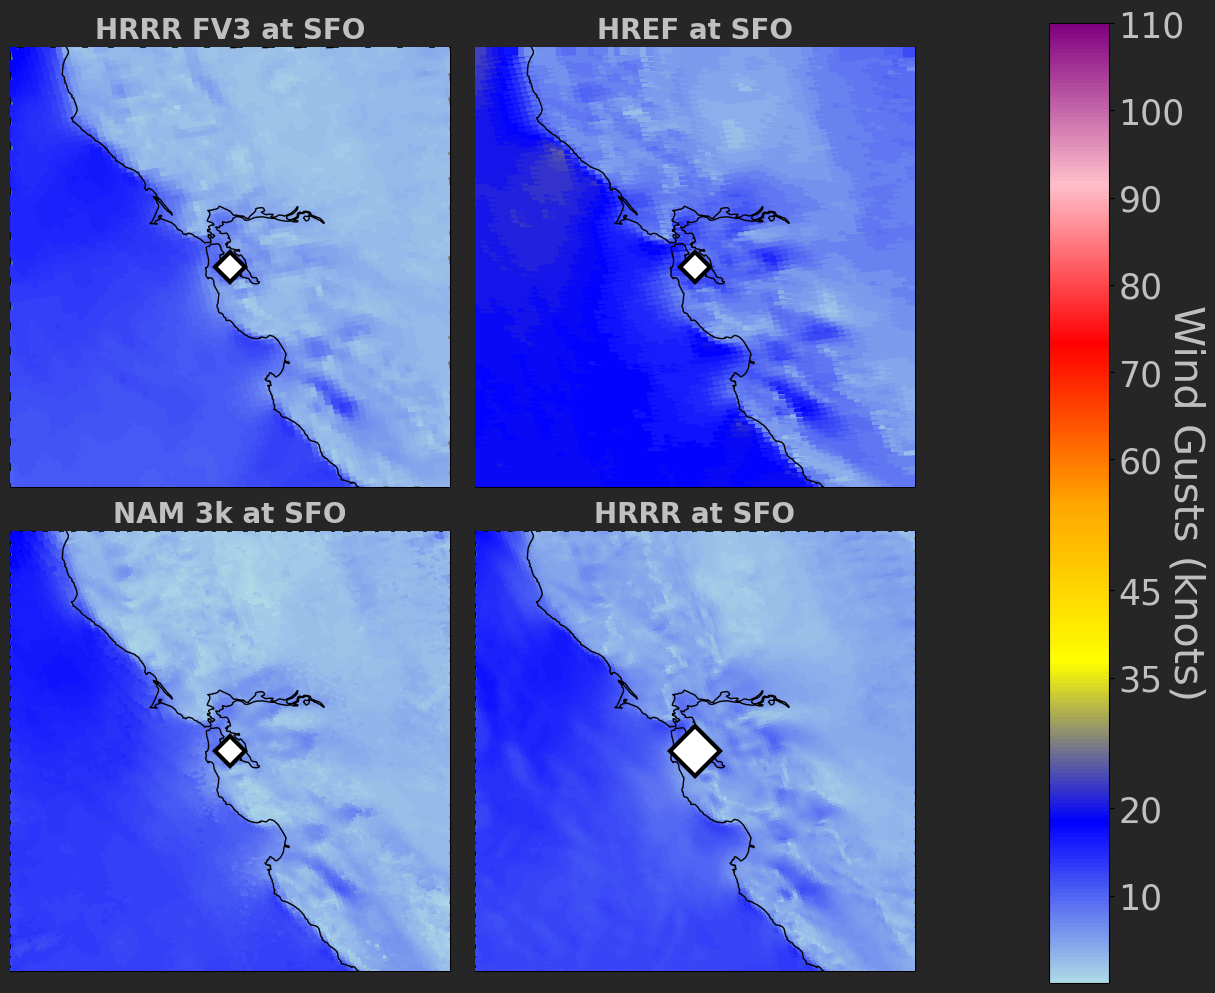 HRRR FV3 at SFO
HREF at SFO
NAM 3k at SFO
HRRR at SFO
110
100
90
80
70
60
45
35
20
10
Wind Gusts (knots)